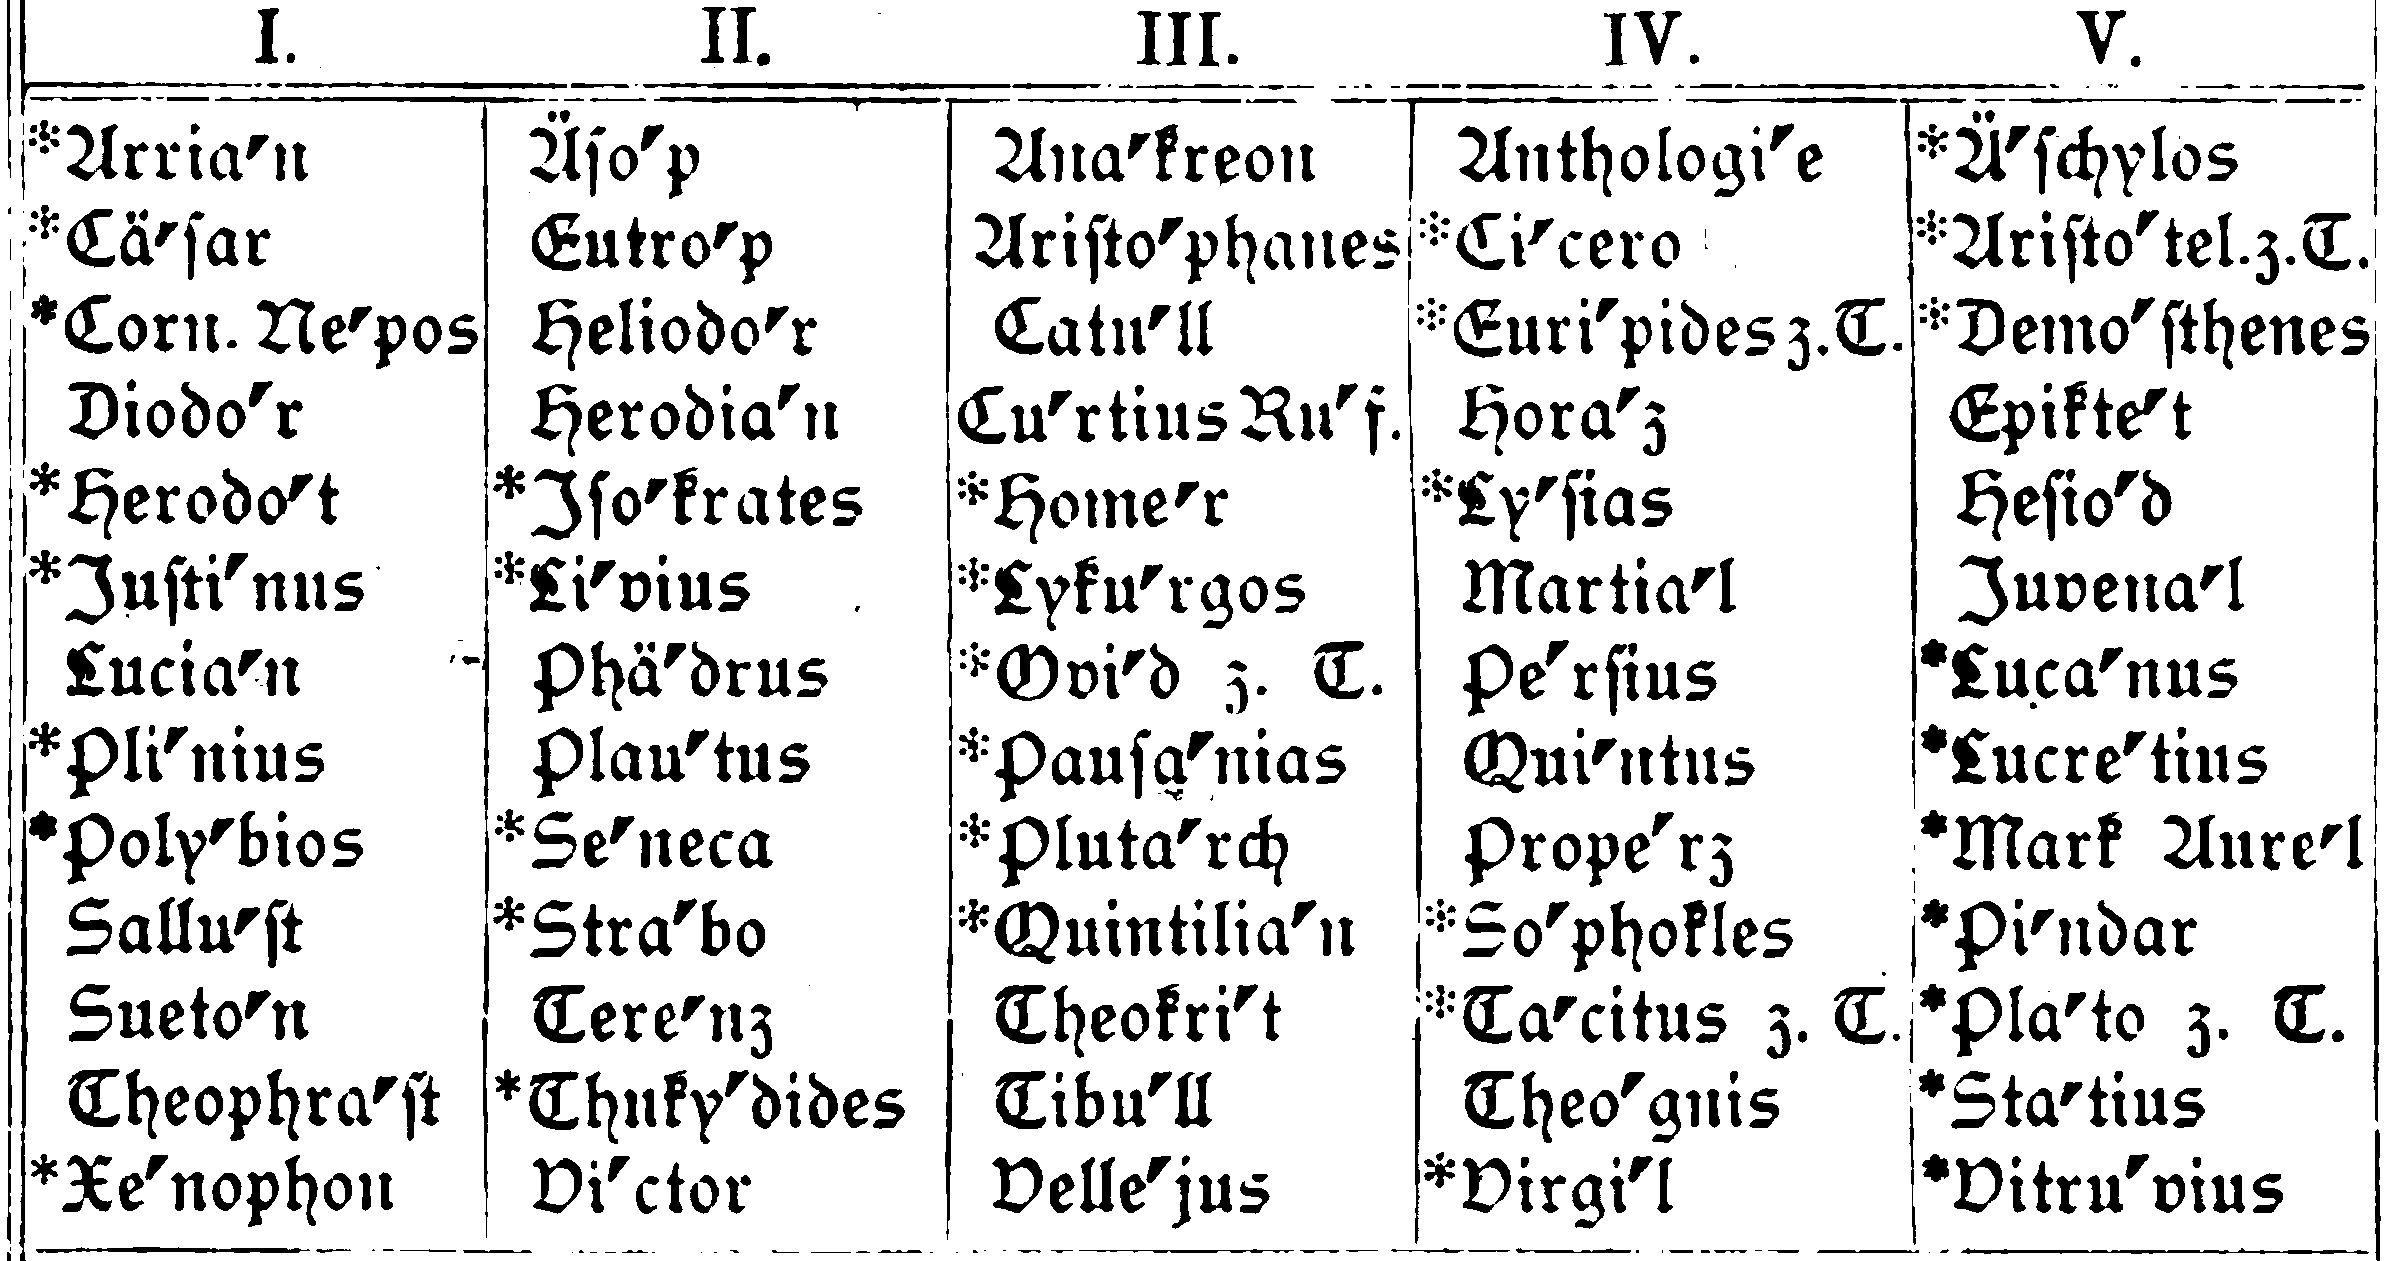 I. II. III. IV. V.
*Arria′n Äſo′p Ana′kreon Anthologi′e *Ä′ſchylos
*Cä′ſar Eutro′p Ariſto′phanes *Ci′cero *Ariſto′tel. z. T.
*Corn. Ne′pos Heliodo′r Catu′ll *Euri′pides z. T. *Demo′ſthenes
Diodo′r Herodia′n Cu′rtius Ru′f. Hora′z Epikte′t
*Herodo′t *Iſo′krates *Home′r *Ly′ſias Heſio′d
*Juſti′nus *Li′vius *Lyku′rgos Martia′l Juvena′l
Lucia′n Phä′drus *Ovi′d z. T. Pe′rſius *Luca′nus
*Pli′nius Plau′tus *Pauſa′nias Qui′ntus *Lucre′tius
*Poly′bios *Se′neca *Pluta′rch Prope′rz *Mark Aure′l
Sallu′ſt *Stra′bo *Quintilia′n *So′phokles *Pi′ndar
Sueto′n Tere′nz Theokri′t *Ta′citus z. T. *Pla′to z. T.
Theophra′ſt *Thuky′dides Tibu′ll Theo′gnis *Sta′tius
*Xe′nophon Vi′ctor Velle′jus *Virgi′l *Vitru′vius